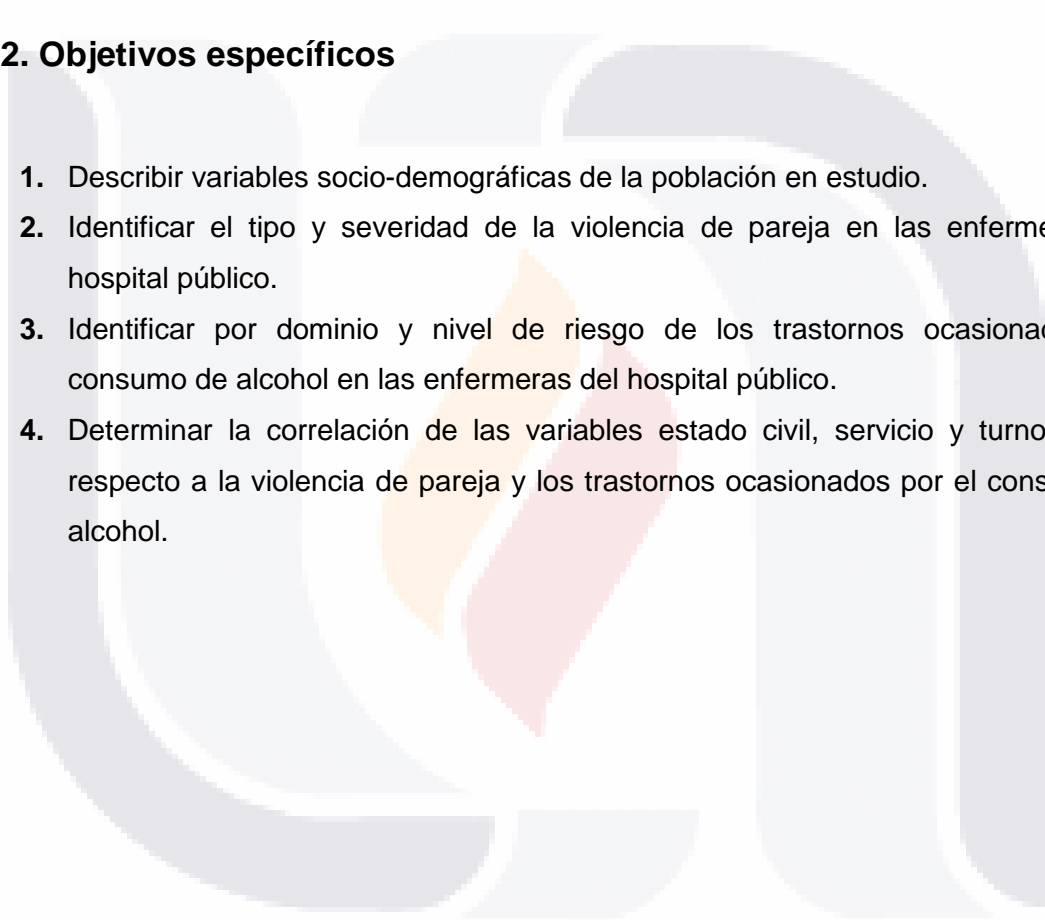 2. Objetivos específicos
1. Describir variables socio-demográficas de la población en estudio.
2. Identificar el tipo y severidad de la violencia de pareja en las
hospital público.
3. Identificar por dominio y nivel de riesgo de los trastornos
consumo de alcohol en las enfermeras del hospital público.
4. Determinar la correlación de las variables estado civil, servicio y turno
respecto a la violencia de pareja y los trastornos ocasionados por el
alcohol.